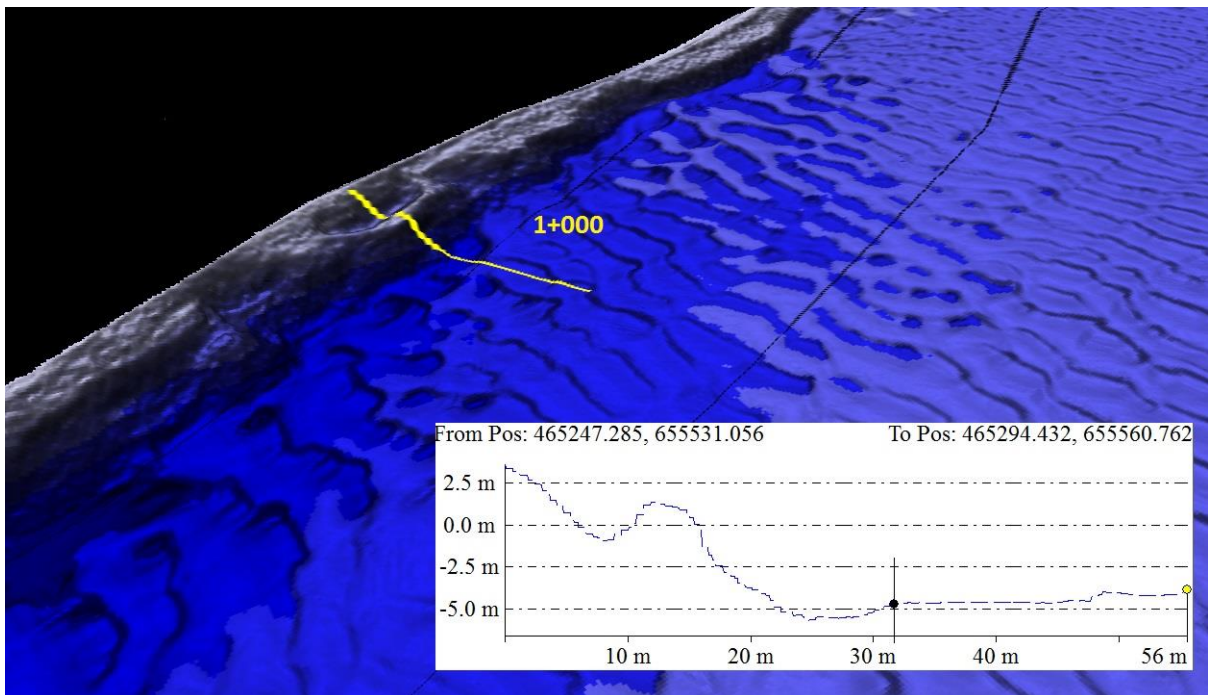 1+000
From Pos: 465247.285, 655531.056 To Pos: 465294.432, 655560.762
2.5 m
0.0 m
-2.5 m
-5.0 m
10 m 20 m 30 m 40 m 56 m